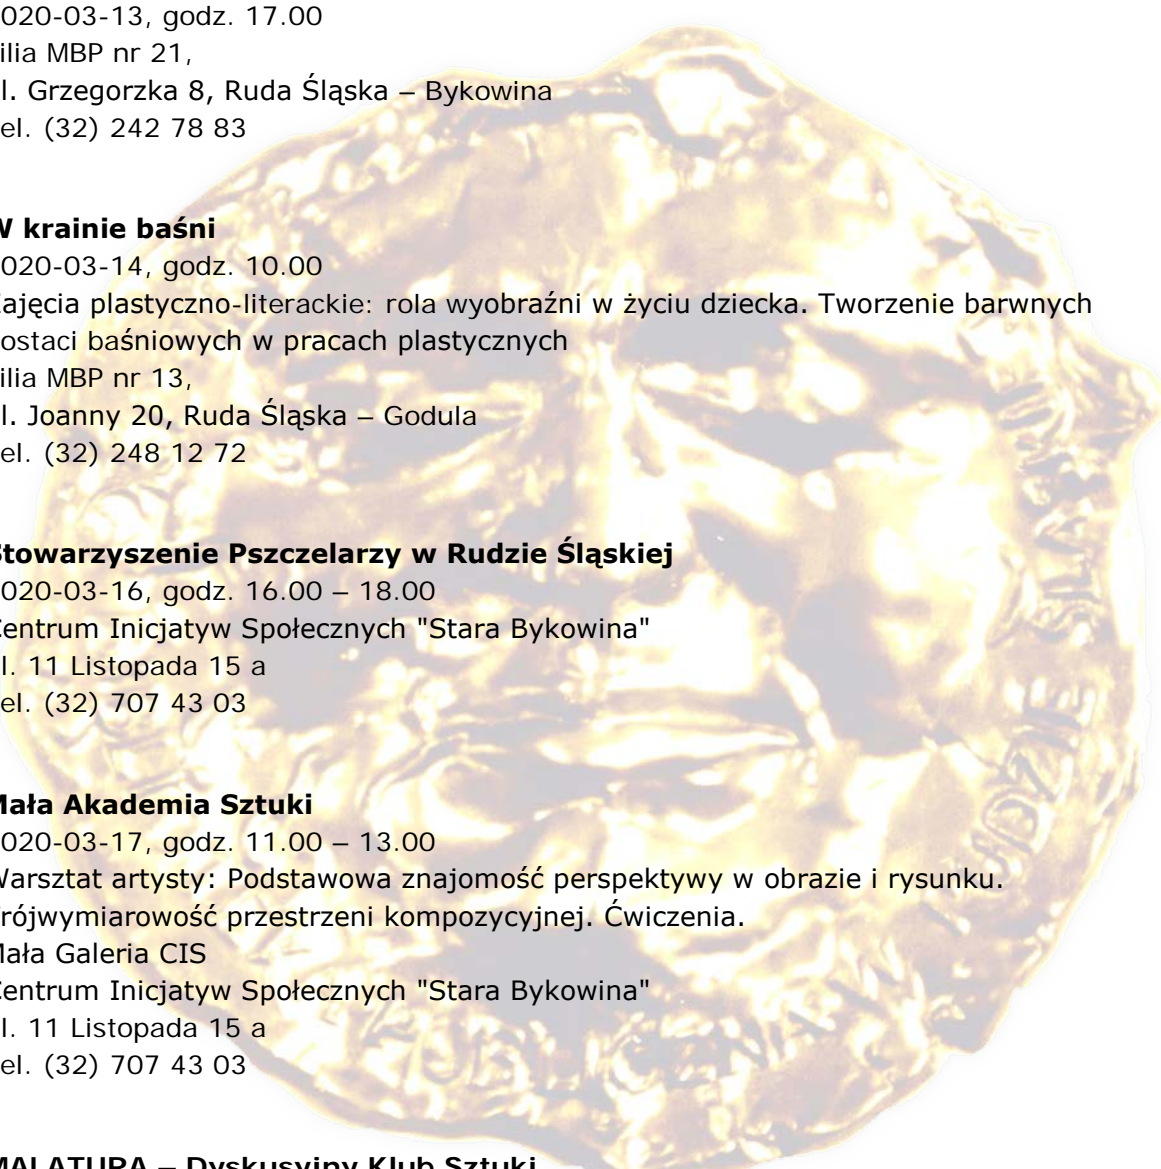 020-03-13, godz. 17.00
ilia MBP nr 21,
l. Grzegorzka 8, Ruda Śląska – Bykowina
el. (32) 242 78 83
W krainie baśni
020-03-14, godz. 10.00
Zajęcia plastyczno-literackie: rola wyobraźni w życiu dziecka. Tworzenie barwnych
ostaci baśniowych w pracach plastycznych
ilia MBP nr 13,
l. Joanny 20, Ruda Śląska – Godula
el. (32) 248 12 72
Stowarzyszenie Pszczelarzy w Rudzie Śląskiej
020-03-16, godz. 16.00 – 18.00
Centrum Inicjatyw Społecznych "Stara Bykowina"
l. 11 Listopada 15 a
el. (32) 707 43 03
Mała Akademia Sztuki
020-03-17, godz. 11.00 – 13.00
Warsztat artysty: Podstawowa znajomość perspektywy w obrazie i rysunku.
Trójwymiarowość przestrzeni kompozycyjnej. Ćwiczenia.
Mała Galeria CIS
Centrum Inicjatyw Społecznych "Stara Bykowina"
l. 11 Listopada 15 a
el. (32) 707 43 03
MALATURA – Dyskusyjny Klub Sztuki